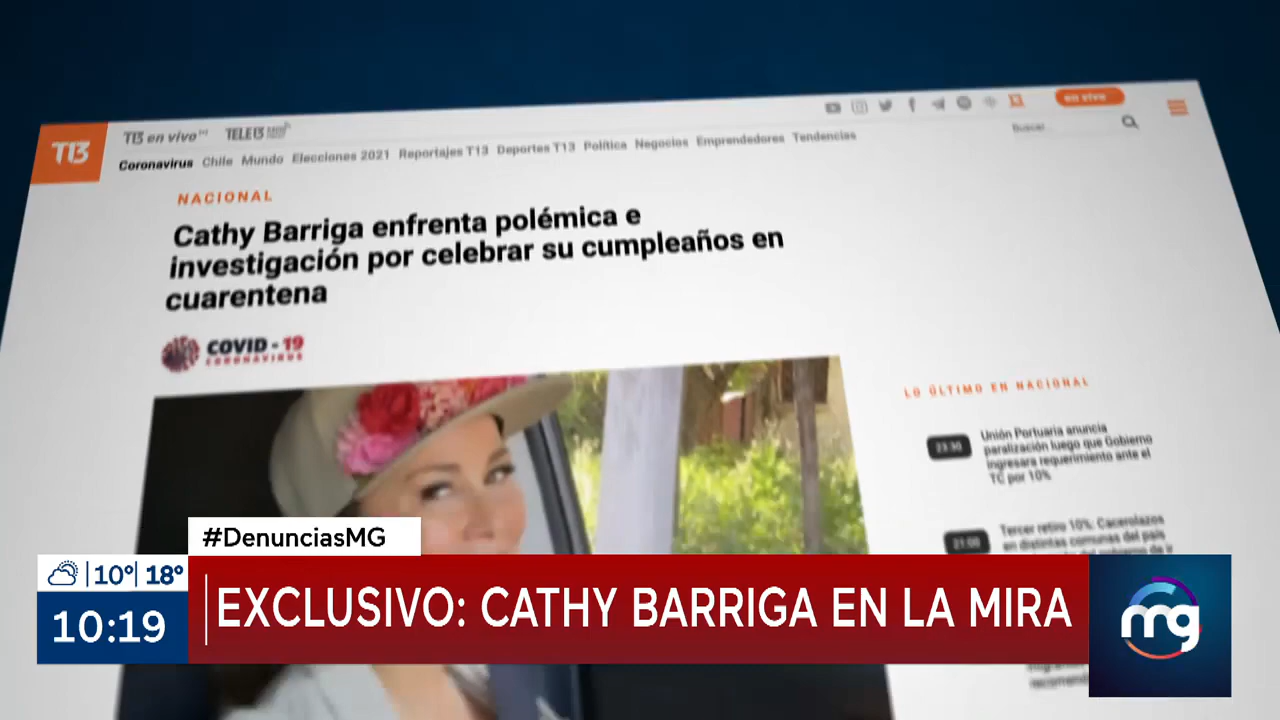 T13
T13 en vivo
TELE13
en vivo
Coronavirus Chile Mundo Elecciones 2021 Reportajes T13 Deportes T13 Política Negocios Emprendedores Tendencias
Buscar...
NACIONAL
Cathy Barriga enfrenta polémica e
investigación por celebrar su cumpleaños en
cuarentena
COVID - 19
CORONAVIRUS
LO ÚLTIMO EN NACIONAL
23:30
Unión Portuaria anuncia
paralización luego que Gobierno
ingresara requerimiento ante el
TC por 10%
21:00
Tercer retiro 10%: Cacerolazos
en distintas comunas del país
#DenunciasMG
10° 18°
10:19
EXCLUSIVO: CATHY BARRIGA EN LA MIRA
mg